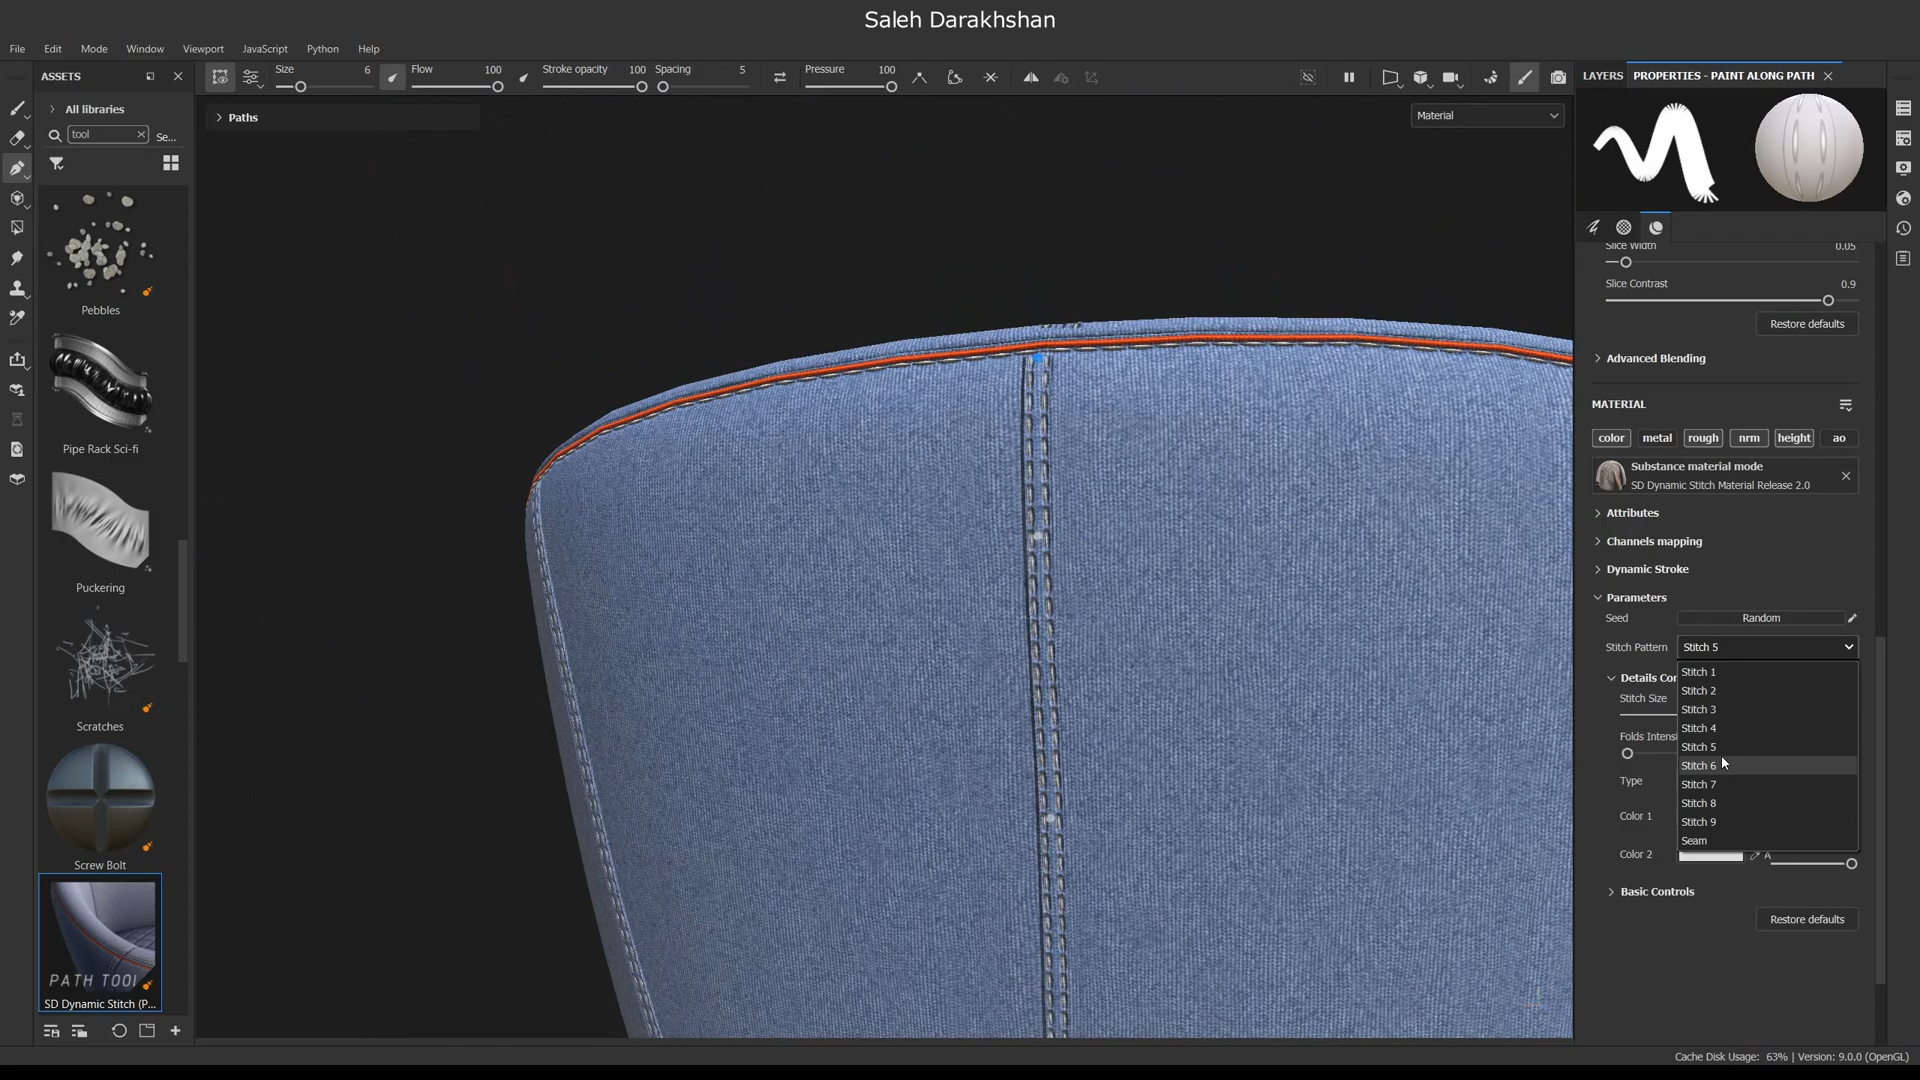 Saleh Darakhshan
File Edit Mode Window Viewport JavaScript Python Help
ASSETS
Size 6 Flow 100 Stroke opacity 100 Spacing 5 Pressure 100
LAYERS PROPERTIES - PAINT ALONG PATH
All libraries
tool Se...
Paths
Material
Pebbles
Pipe Rack Sci-fi
Puckering
Scratches
Screw Bolt
PATH TOOL
SD Dynamic Stitch (P...
Slice Width 0.05
Slice Contrast 0.9
Restore defaults
Advanced Blending
MATERIAL
color metal rough nrm height ao
Substance material mode
SD Dynamic Stitch Material Release 2.0
Attributes
Channels mapping
Dynamic Stroke
Parameters
Seed Random
Stitch Pattern Stitch 5
Stitch 1
Stitch 2
Stitch 3
Stitch 4
Stitch 5
Stitch 6
Stitch 7
Stitch 8
Stitch 9
Seam
Details Con
Stitch Size
Folds Intensi
Type
Color 1
Color 2 A
Basic Controls
Restore defaults
Cache Disk Usage: 63% | Version: 9.0.0 (OpenGL)